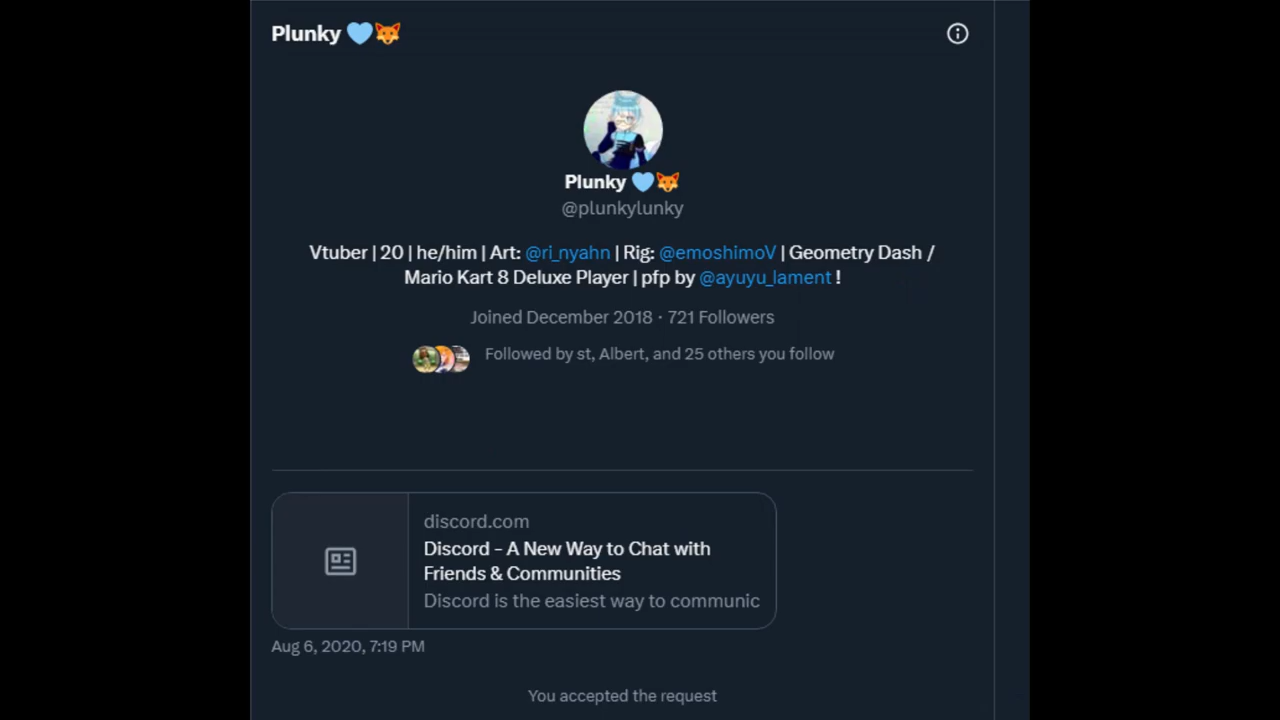 Plunky 🩵🦊
Plunky 🩵🦊
@plunkylunky
Vtuber | 20 | he/him | Art: @ri_nyahn | Rig: @emoshimoV | Geometry Dash /
Mario Kart 8 Deluxe Player | pfp by @ayuyu_lament !
Joined December 2018 · 721 Followers
Followed by st, Albert, and 25 others you follow
discord.com
Discord - A New Way to Chat with
Friends & Communities
Discord is the easiest way to communic
Aug 6, 2020, 7:19 PM
You accepted the request